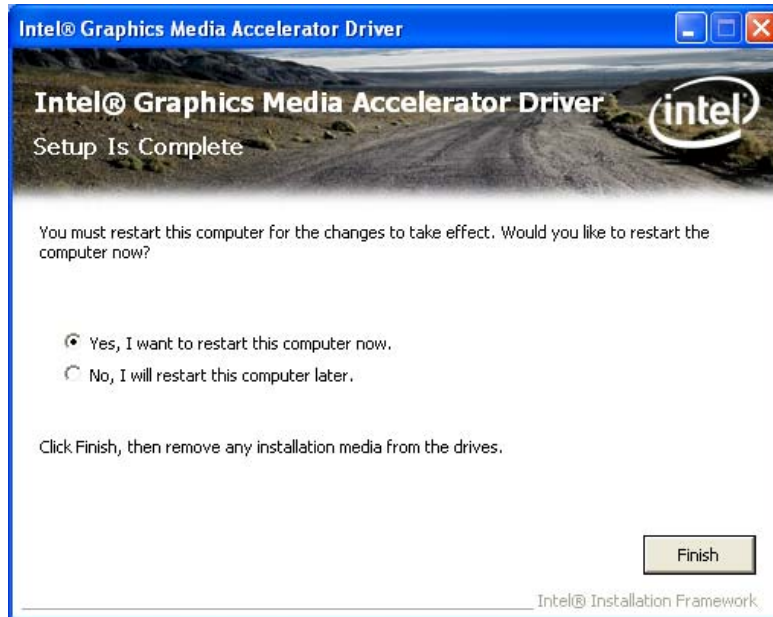 Intel® Graphics Media Accelerator Driver
Intel® Graphics Media Accelerator Driver
intel
Setup Is Complete
You must restart this computer for the changes to take effect. Would you like to restart the
computer now?
Yes, I want to restart this computer now.
No, I will restart this computer later.
Click Finish, then remove any installation media from the drives.
Finish
Intel® Installation Framework